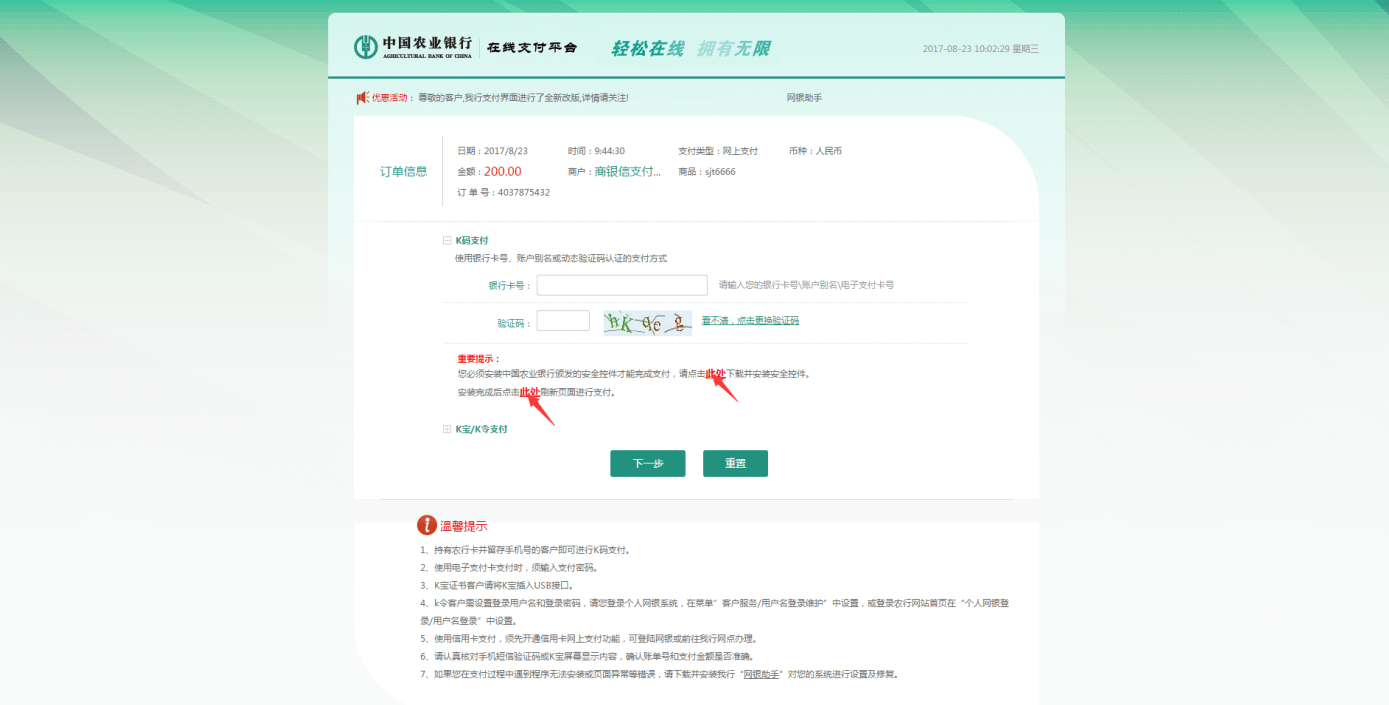 中国农业银行
AGRICULTURAL BANK OF CHINA
在线支付平台
轻松在线 拥有无限
2017-08-23 10:02:29 星期三
优惠活动： 尊敬的客户,我行支付界面进行了全新改版,详情请关注!
网银助手
订单信息
日期：2017/8/23 时间：9:44:30 支付类型：网上支付 币种：人民币
金额：200.00 商户：商银信支付... 商品：sjt6666
订 单 号：4037875432
K码支付
使用银行卡号、账户别名或动态验证码认证的支付方式
银行卡号： 请输入您的银行卡号\账户别名\电子支付卡号
验证码： 看不清，点击更换验证码
重要提示：
您必须安装中国农业银行颁发的安全控件才能完成支付，请点击此处下载并安装安全控件。
安装完成后点击此处刷新页面进行支付。
K宝/K令支付
下一步 重置
温馨提示
1、持有农行卡并留存手机号的客户即可进行K码支付。
2、使用电子支付卡支付时，须输入支付密码。
3、K宝证书客户请将K宝插入USB接口。
4、k令客户需设置登录用户名和登录密码，请您登录个人网银系统，在菜单”客户服务/用户名登录维护”中设置，或登录农行网站首页在“个人网银登
录/用户名登录”中设置。
5、使用信用卡支付，须先开通信用卡网上支付功能，可登陆网银或前往我行网点办理。
6、请认真核对手机短信验证码或K宝屏幕显示内容，确认账单号和支付金额是否准确。
7、如果您在支付过程中遇到程序无法安装或页面异常等错误，请下载并安装我行“网银助手”对您的系统进行设置及修复。